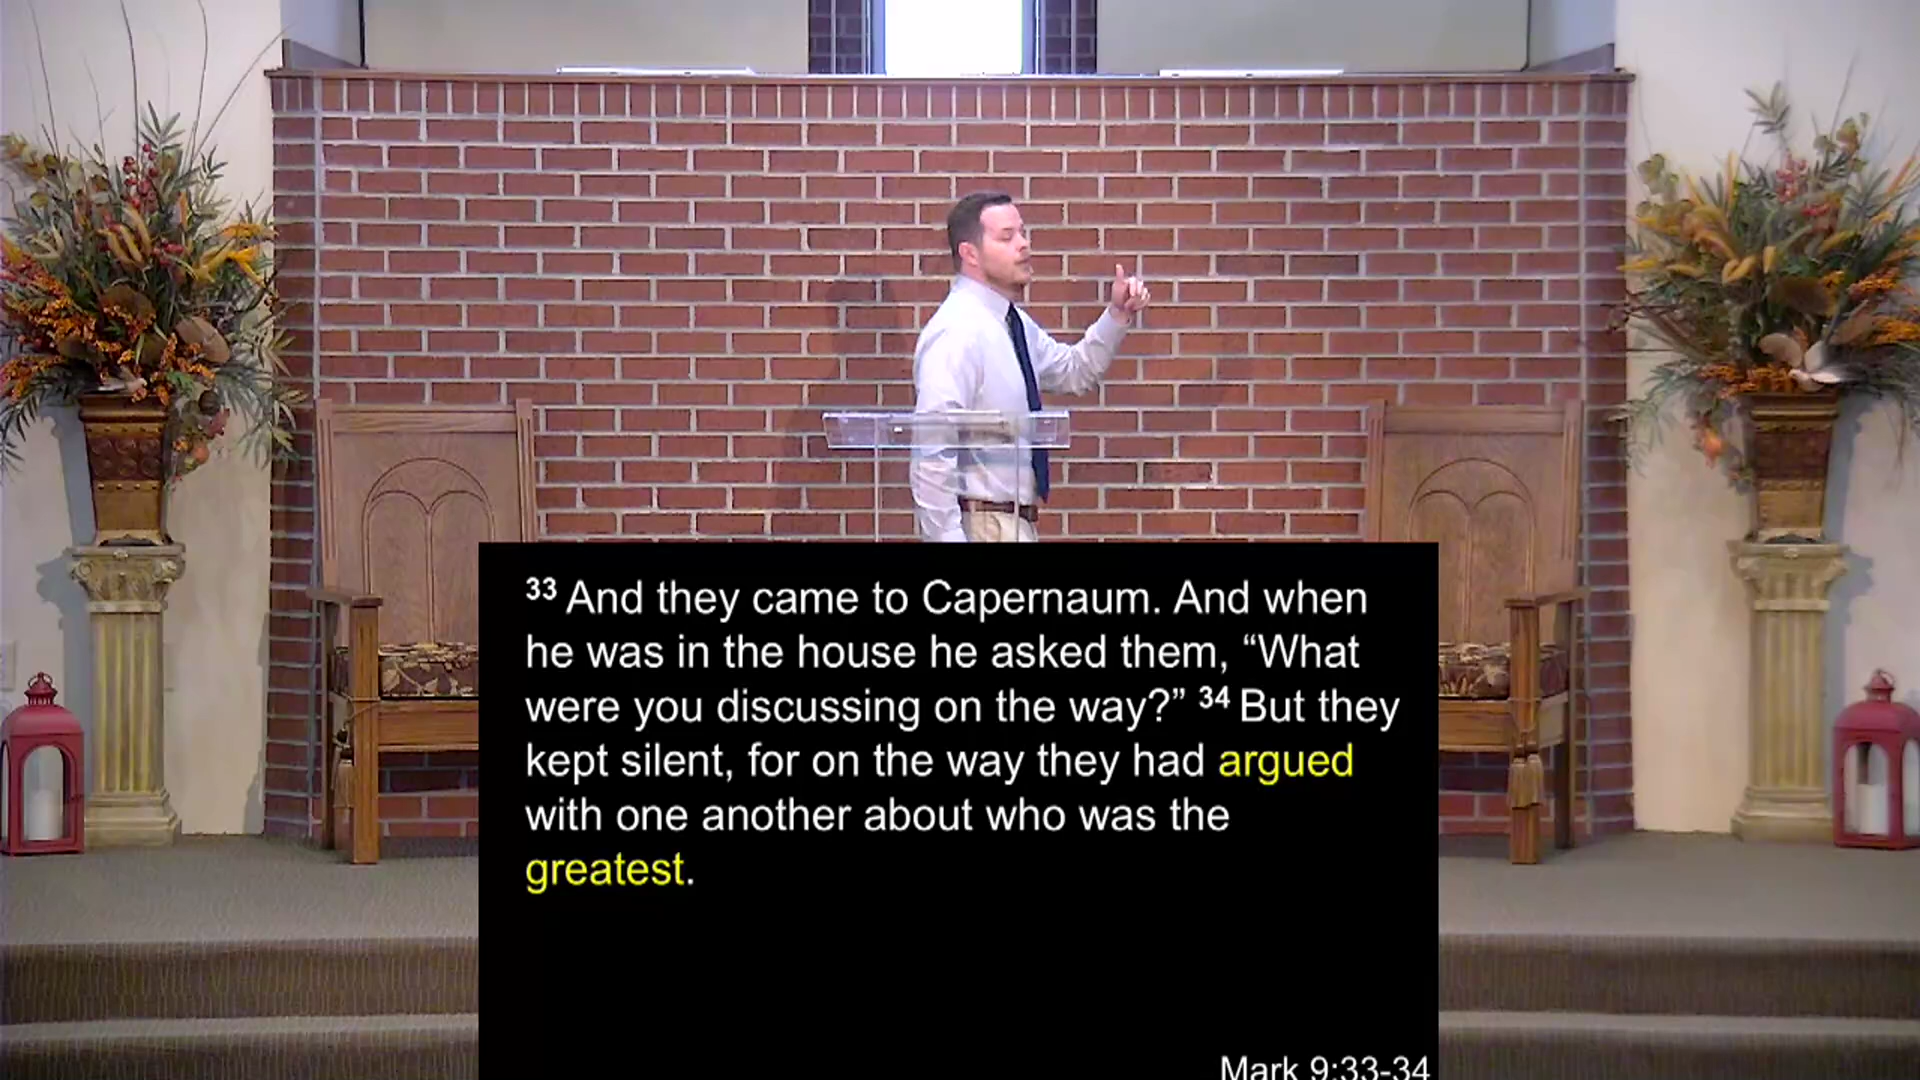 33 And they came to Capernaum. And when
he was in the house he asked them, “What
were you discussing on the way?” 34 But they
kept silent, for on the way they had argued
with one another about who was the
greatest.
Mark 9:33-34